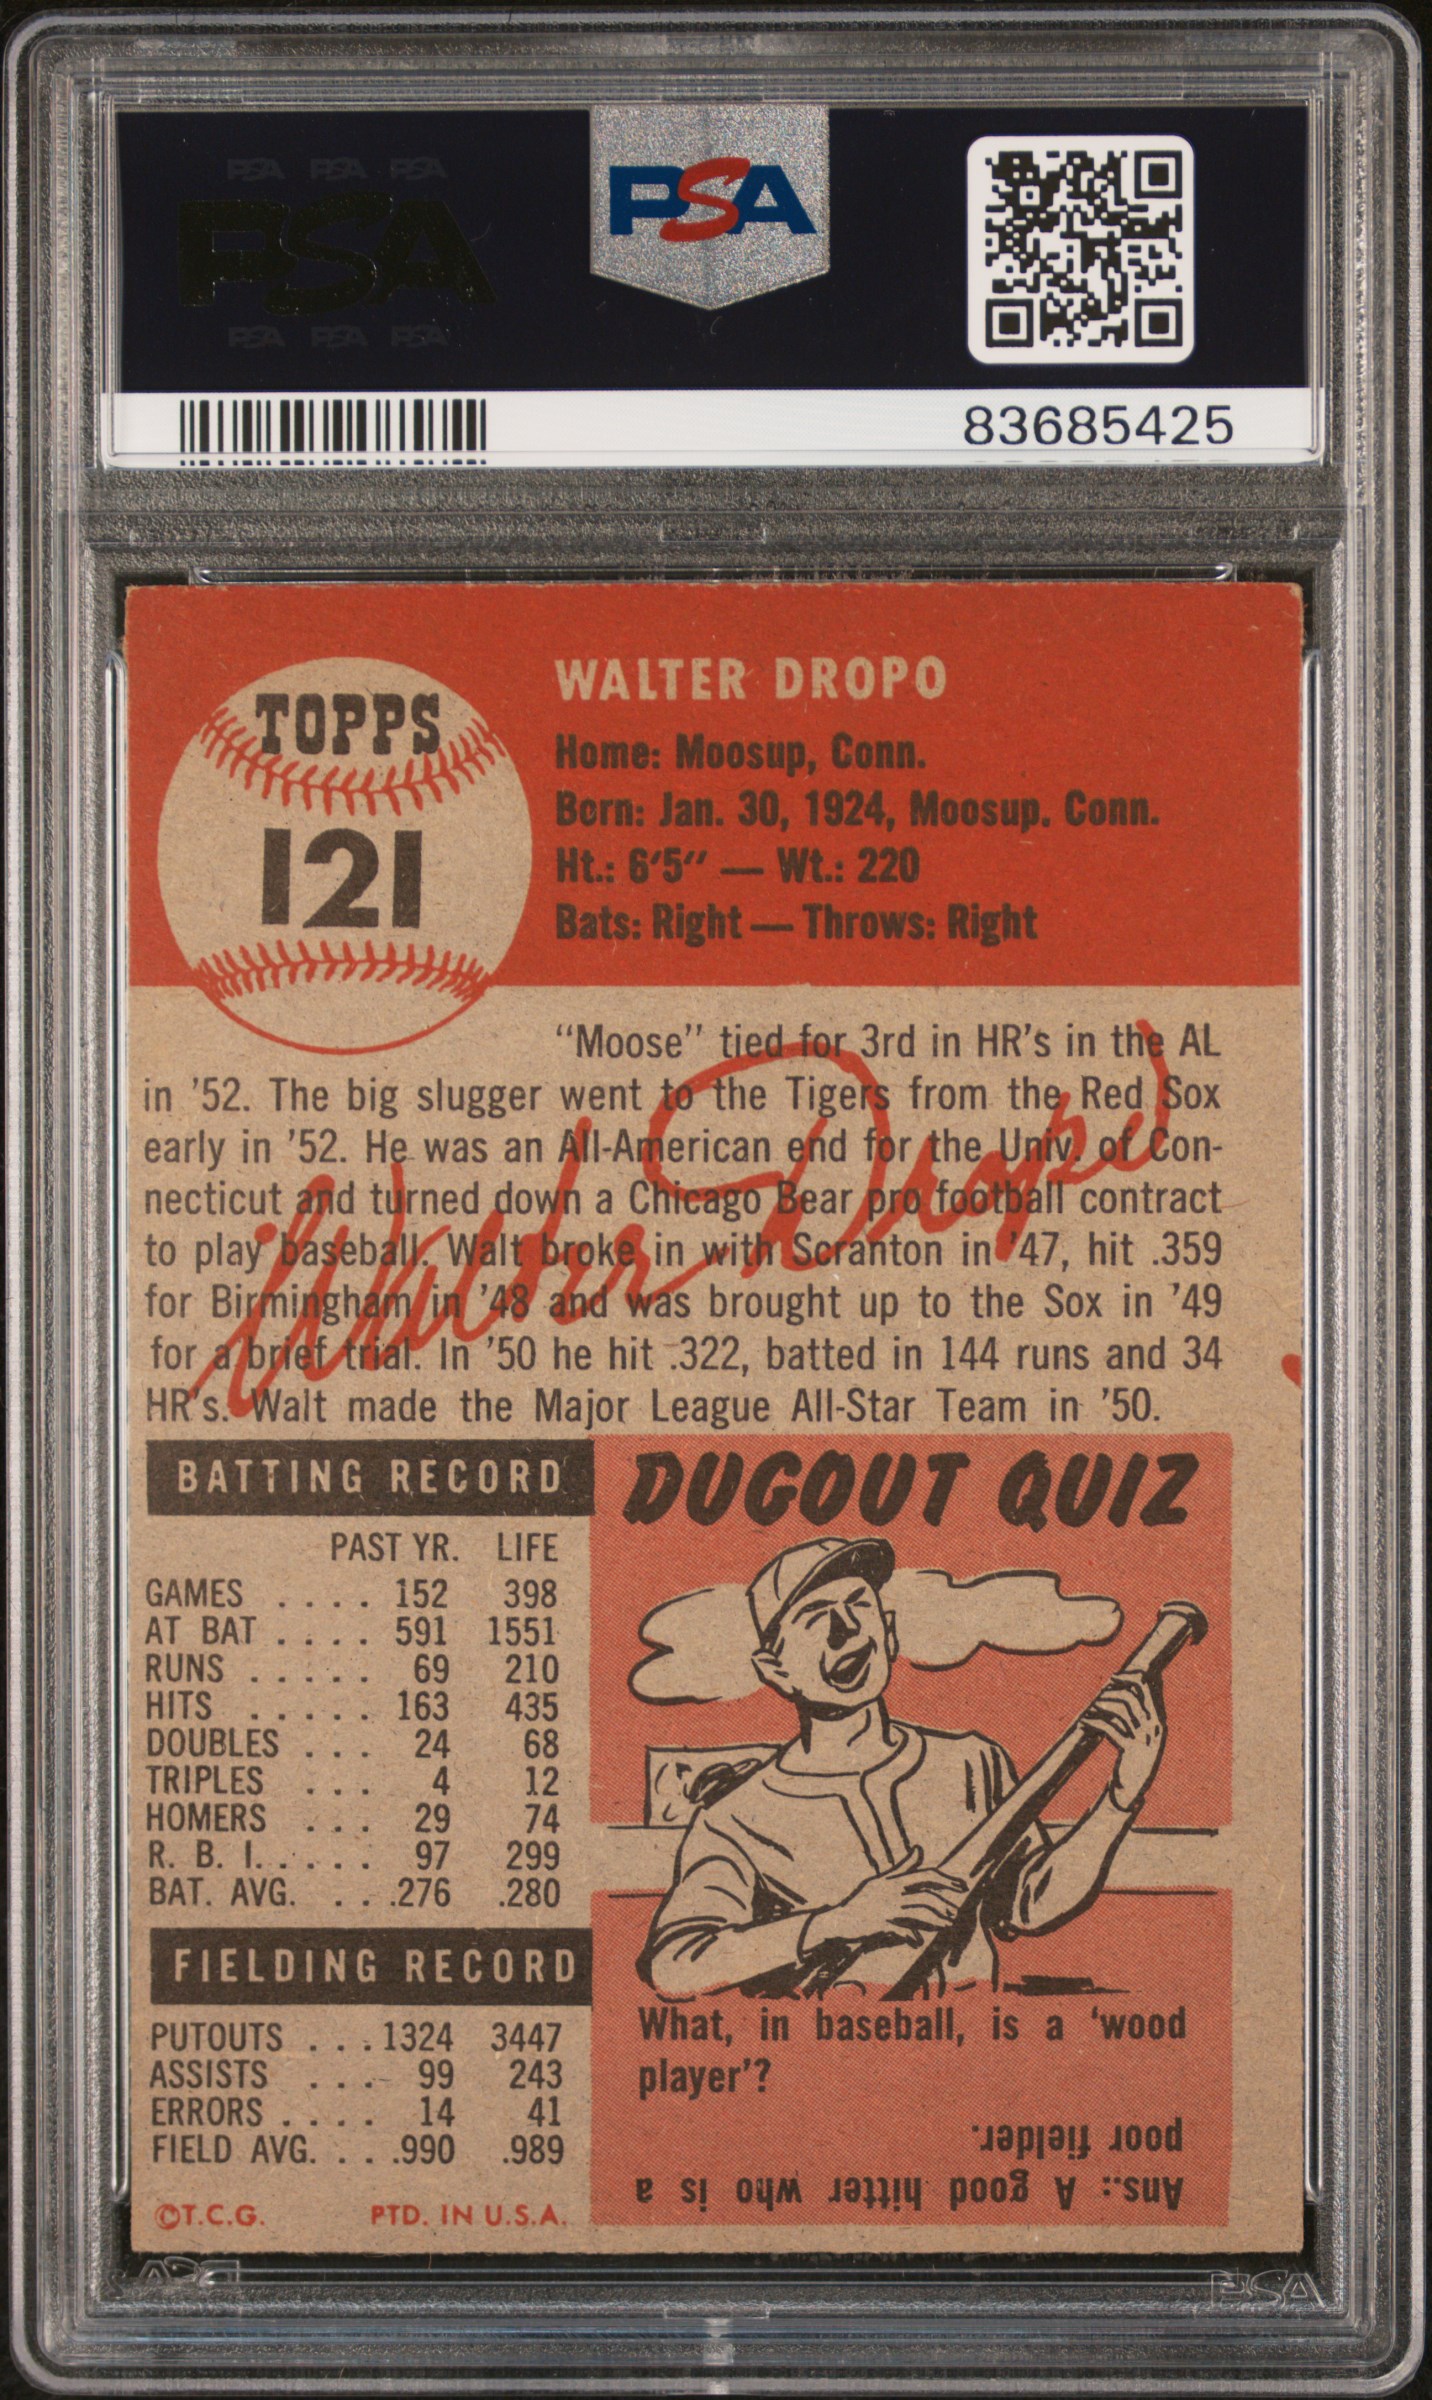 PSA PSA PSA
PSA
PSA PSA PSA
PSA
83685425
TOPPS
121
WALTER DROPO
Home: Moosup, Conn.
Born: Jan. 30, 1924, Moosup, Conn.
Ht.: 6'5" — Wt.: 220
Bats: Right — Throws: Right
"Moose" tied for 3rd in HR's in the AL
in '52. The big slugger went to the Tigers from the Red Sox
early in '52. He was an All-American end for the Univ. of Con-
necticut and turned down a Chicago Bear pro football contract
to play baseball. Walt broke in with Scranton in '47, hit .359
for Birmingham in '48 and was brought up to the Sox in '49
for a brief trial. In '50 he hit .322, batted in 144 runs and 34
HR's. Walt made the Major League All-Star Team in '50.
Walter Dropo
BATTING RECORD
PAST YR. LIFE
GAMES .... 152 398
AT BAT .... 591 1551
RUNS ..... 69 210
HITS ..... 163 435
DOUBLES ... 24 68
TRIPLES ... 4 12
HOMERS ... 29 74
R. B. I. .... 97 299
BAT. AVG. .. .276 .280
FIELDING RECORD
PUTOUTS ... 1324 3447
ASSISTS ... 99 243
ERRORS .... 14 41
FIELD AVG. .. .990 .989
©T.C.G. PTD. IN U.S.A.
DUGOUT QUIZ
What, in baseball, is a 'wood
player'?
Ans.: A good hitter who is a
poor fielder.
PSA
PSA